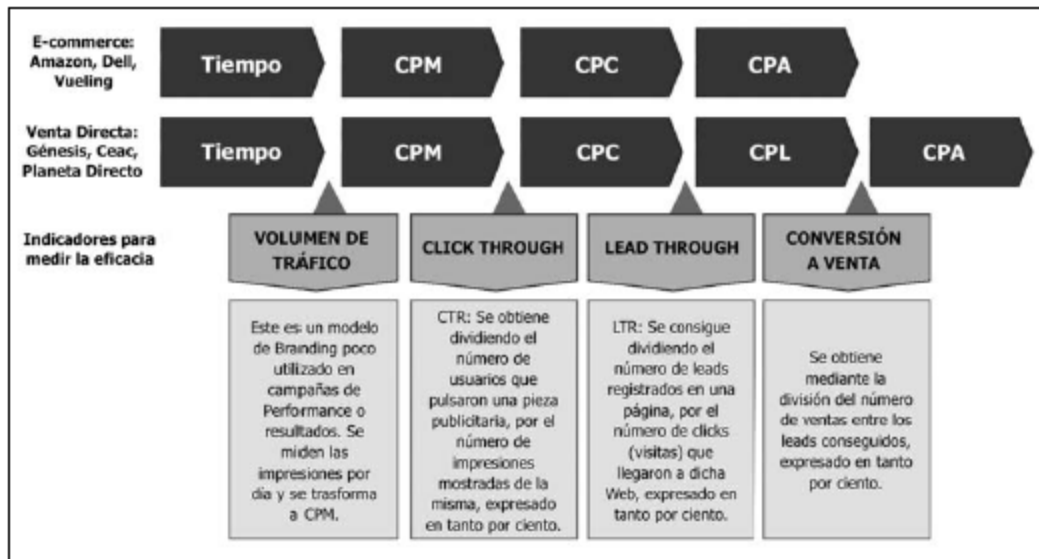 E-commerce:
Amazon, Dell,
Vueling
Tiempo
CPM
CPC
CPA
Venta Directa:
Génesis, Ceac,
Planeta Directo
Tiempo
CPM
CPC
CPL
CPA
Indicadores para
medir la eficacia
VOLUMEN DE
TRÁFICO
CLICK THROUGH
LEAD THROUGH
CONVERSIÓN
A VENTA
Este es un modelo
de Branding poco
utilizado en
campañas de
Performance o
resultados. Se
miden las
impresiones por
día y se trasforma
a CPM.
CTR: Se obtiene
dividiendo el
número de
usuarios que
pulsaron una pieza
publicitaria, por el
número de
impresiones
mostradas de la
misma, expresado
en tanto por ciento.
LTR: Se consigue
dividiendo el
número de leads
registrados en una
página, por el
número de clicks
(visitas) que
llegaron a dicha
Web, expresado en
tanto por ciento.
Se obtiene
mediante la
división del número
de ventas entre los
leads conseguidos,
expresado en tanto
por ciento.